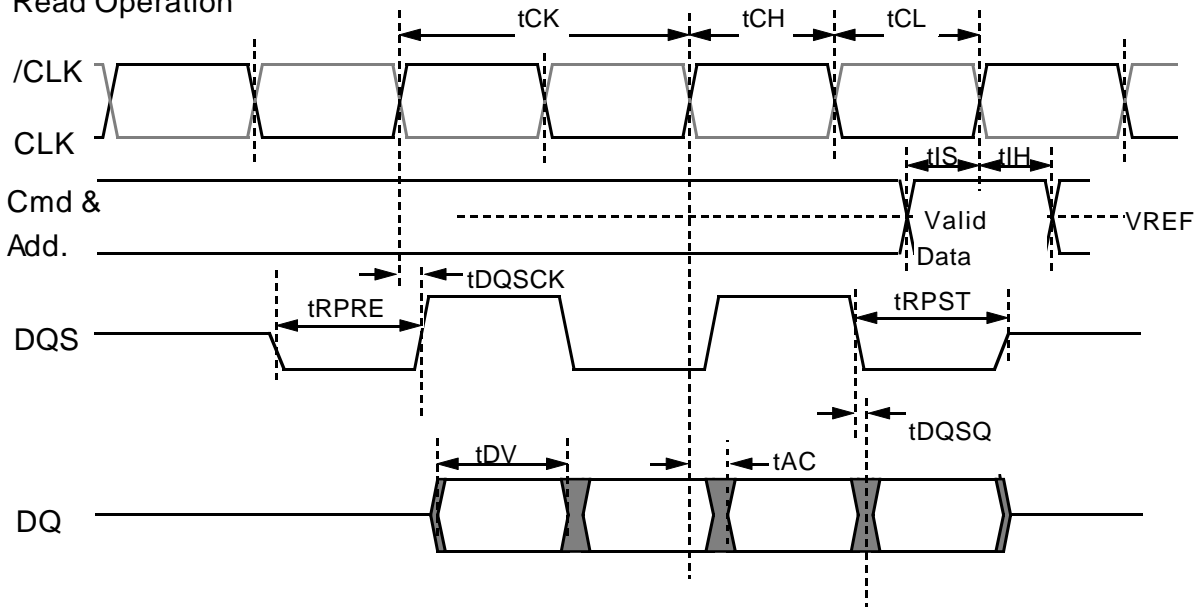 Read Operation
tCK
tCH
tCL
/CLK
CLK
tIS
tIH
Cmd &
Add.
Valid
Data
VREF
tDQSCK
tRPRE
tRPST
DQS
tDQSQ
tDV
tAC
DQ